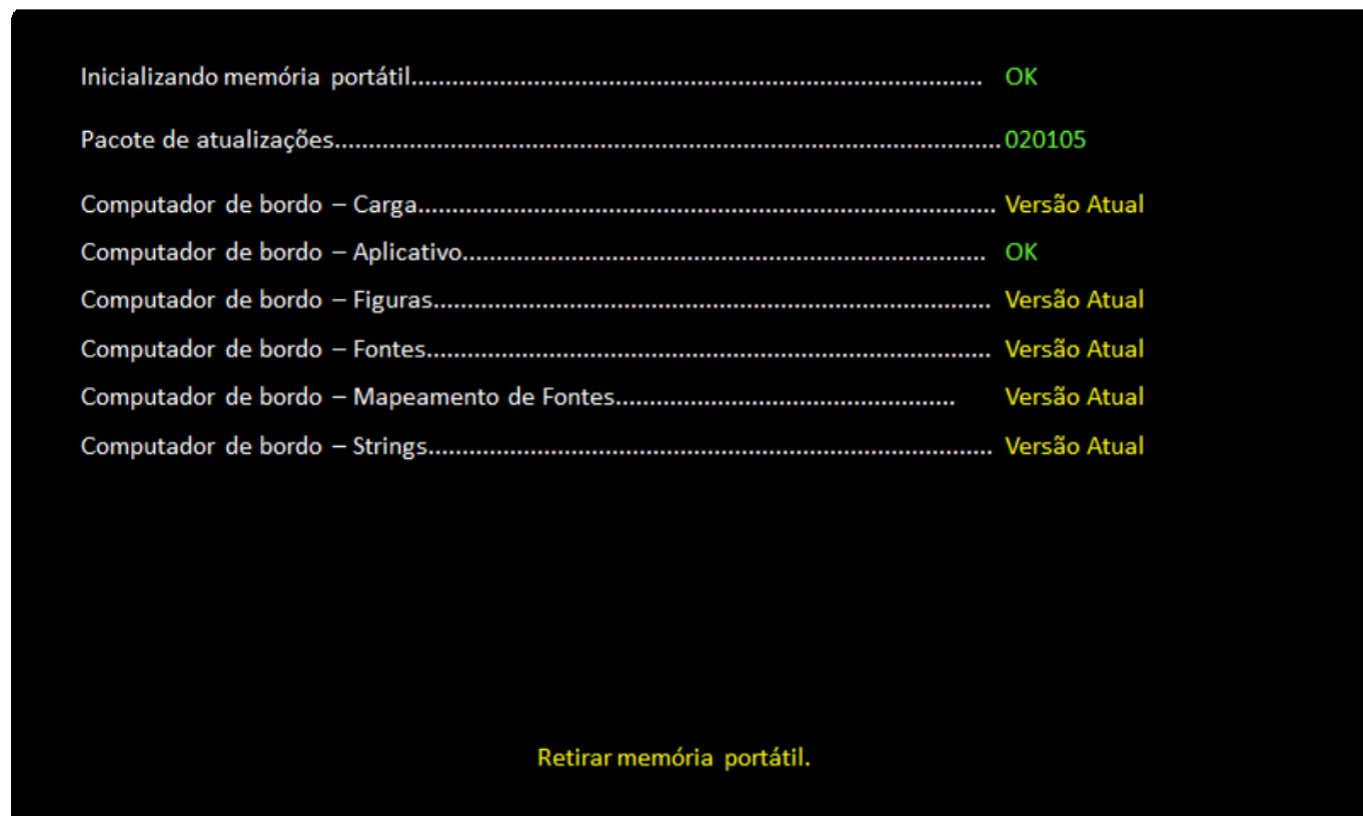 Inicializando memória portátil..................................................................................... OK
Pacote de atualizações...................................................................................................020105
Computador de bordo – Carga...................................................................................... Versão Atual
Computador de bordo – Aplicativo.............................................................................. OK
Computador de bordo – Figuras................................................................................... Versão Atual
Computador de bordo – Fontes.................................................................................... Versão Atual
Computador de bordo – Mapeamento de Fontes................................................... Versão Atual
Computador de bordo – Strings.................................................................................... Versão Atual
Retirar memória portátil.